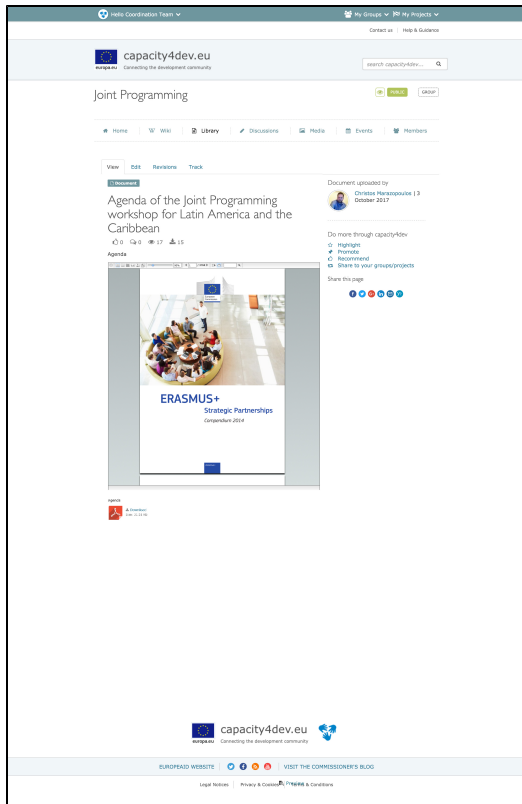 Hello Coordination Team
My Groups My Projects
Contact us Help & Guidance
capacity4dev.eu
europa.eu Connecting the development community
search capacity4dev...
Joint Programming
PUBLIC GROUP
Home Wiki Library Discussions Media Events Members
View Edit Revisions Track
Document
Agenda of the Joint Programming
workshop for Latin America and the
Caribbean
0 0 17 15
Agenda
ERASMUS+
Strategic Partnerships
Compendium 2014
Agenda
Download
Document uploaded by
Christos Marazopoulos | 3
October 2017
Do more through capacity4dev
Highlight
Promote
Recommend
Share to your groups/projects
Share this page
capacity4dev.eu
europa.eu Connecting the development community
EUROPEAID WEBSITE VISIT THE COMMISSIONER'S BLOG
Legal Notices Privacy & Cookies Terms & Conditions